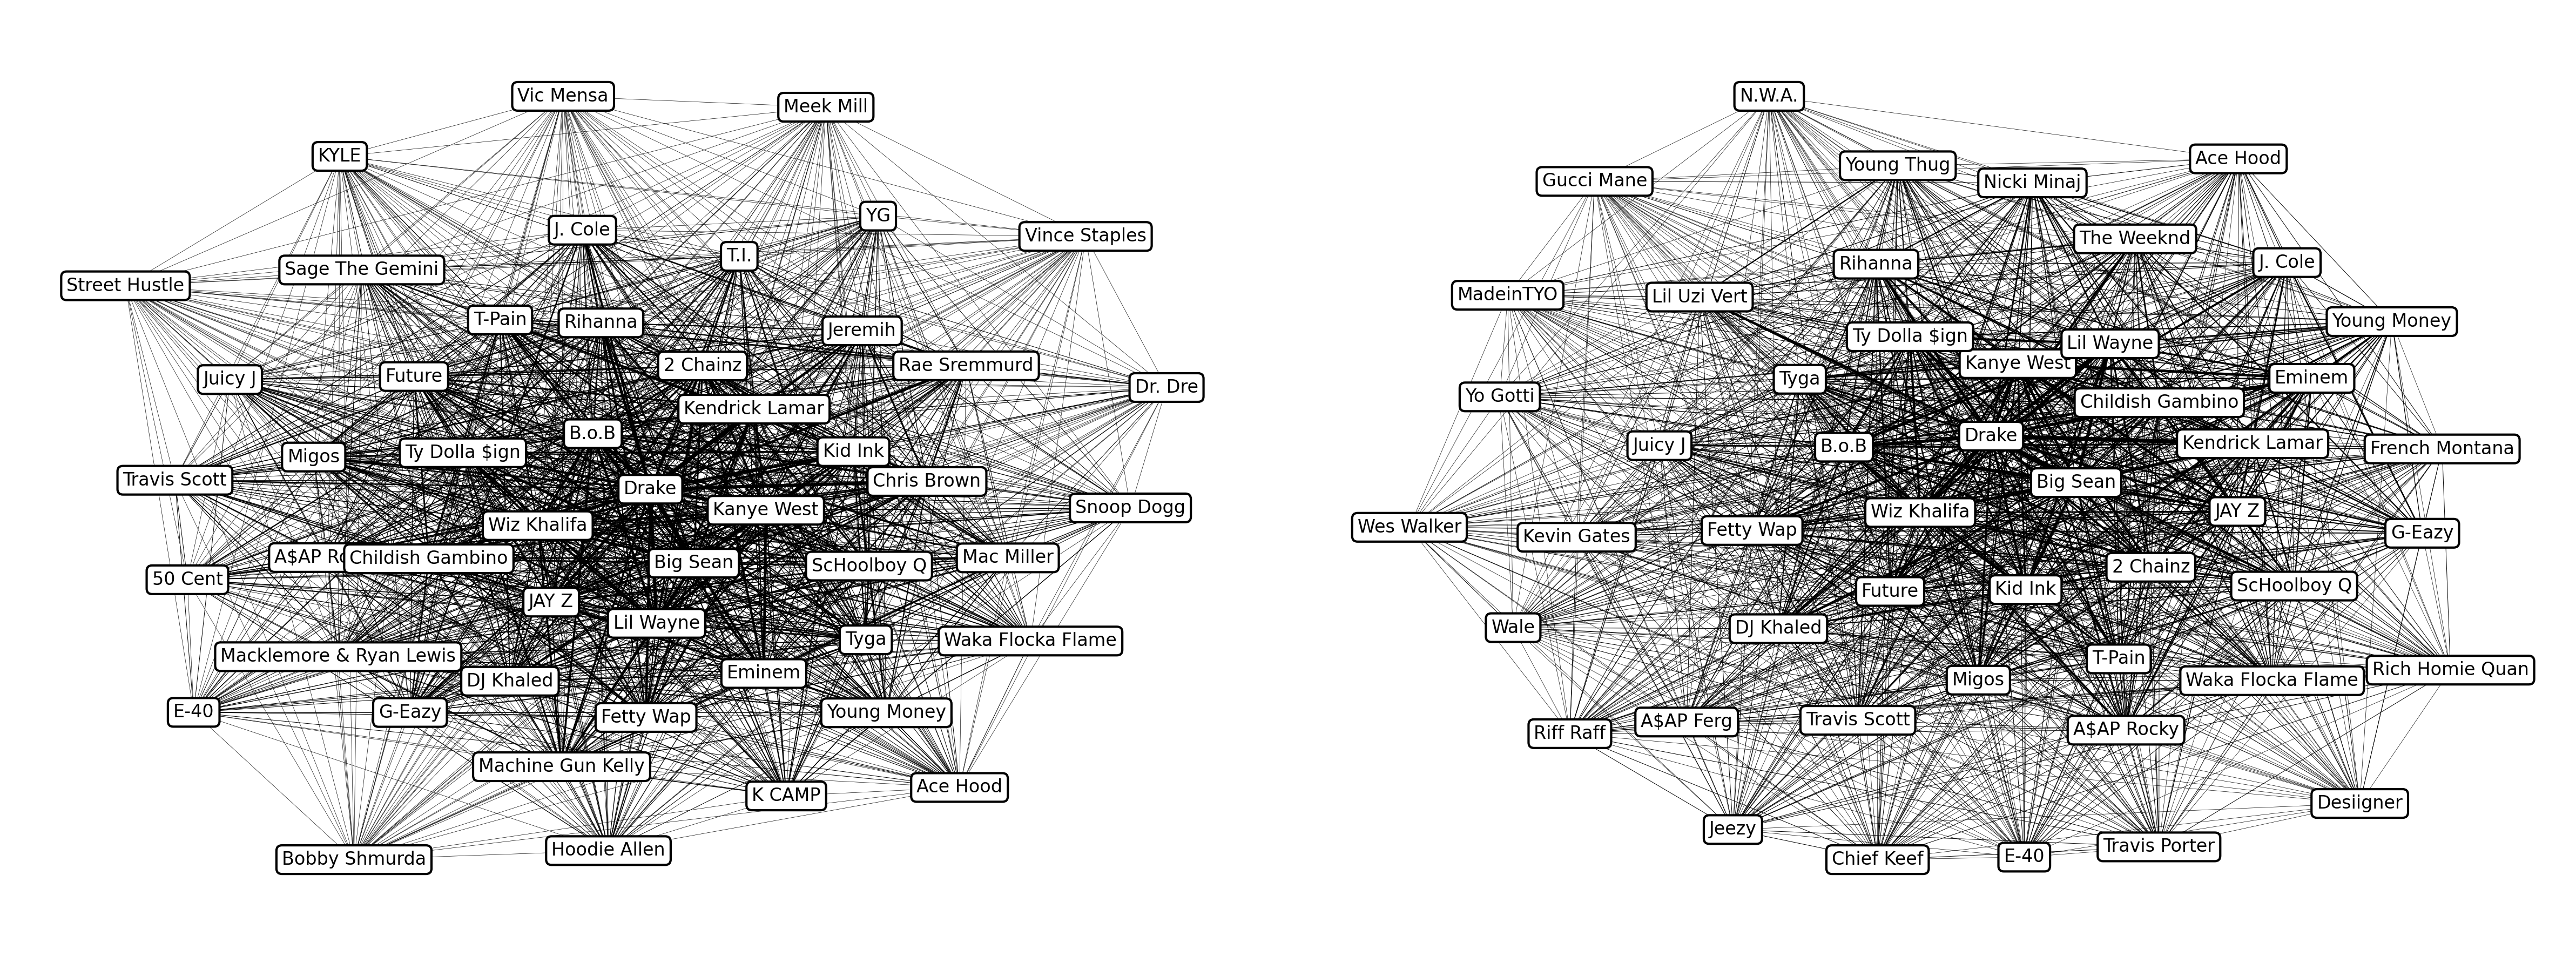 Vic Mensa
Meek Mill
KYLE
YG
J. Cole
Vince Staples
T.I.
Sage The Gemini
Street Hustle
T-Pain
Rihanna
Jeremih
2 Chainz
Rae Sremmurd
Juicy J
Future
Dr. Dre
Kendrick Lamar
B.o.B
Migos
Ty Dolla $ign
Kid Ink
Travis Scott
Chris Brown
Drake
Snoop Dogg
Kanye West
Wiz Khalifa
A$AP Ro
Childish Gambino
Big Sean
ScHoolboy Q
Mac Miller
50 Cent
JAY Z
Lil Wayne
Tyga
Waka Flocka Flame
Macklemore & Ryan Lewis
Eminem
DJ Khaled
E-40
G-Eazy
Fetty Wap
Young Money
Machine Gun Kelly
K CAMP
Ace Hood
Bobby Shmurda
Hoodie Allen
N.W.A.
Ace Hood
Young Thug
Gucci Mane
Nicki Minaj
The Weeknd
Rihanna
J. Cole
MadeinTYO
Lil Uzi Vert
Young Money
Ty Dolla $ign
Lil Wayne
Kanye West
Tyga
Eminem
Yo Gotti
Childish Gambino
Drake
Juicy J
B.o.B
Kendrick Lamar
French Montana
Big Sean
Wiz Khalifa
JAY Z
Wes Walker
Kevin Gates
Fetty Wap
G-Eazy
2 Chainz
Future
Kid Ink
ScHoolboy Q
Wale
DJ Khaled
T-Pain
Rich Homie Quan
Migos
Waka Flocka Flame
Riff Raff
A$AP Ferg
Travis Scott
A$AP Rocky
Desiigner
Jeezy
Chief Keef
E-40
Travis Porter